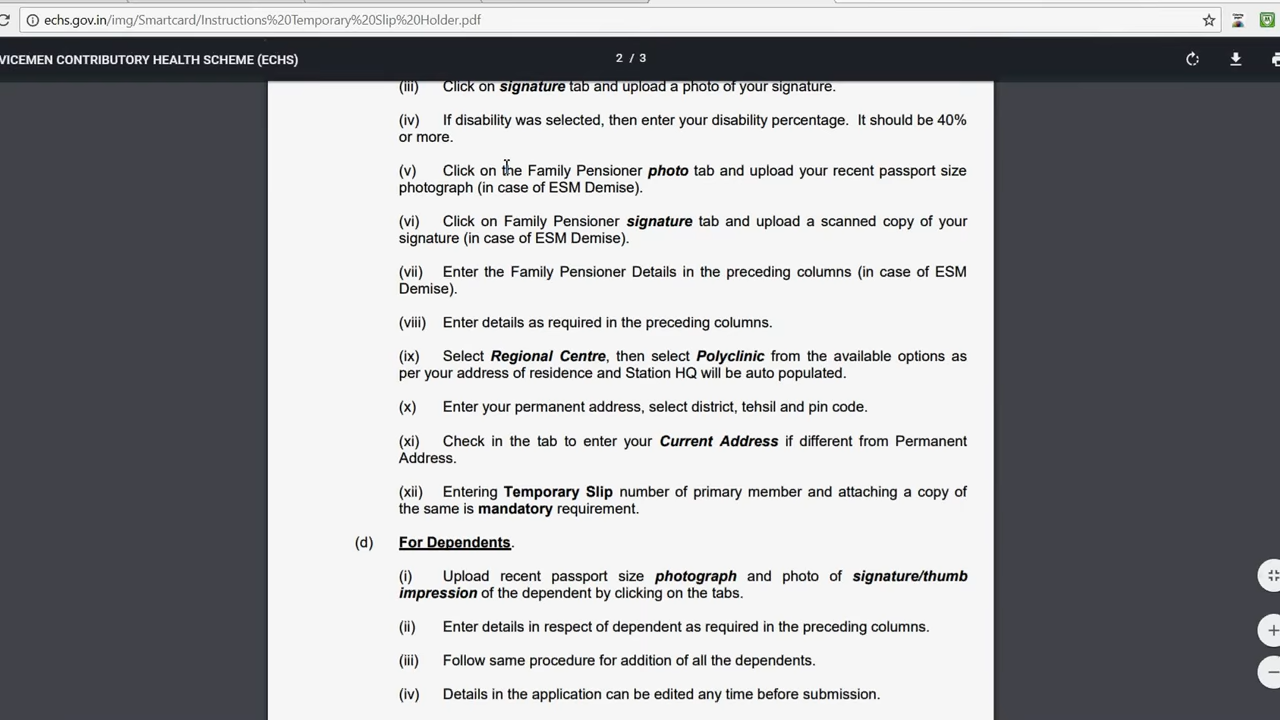 echs.gov.in/img/Smartcard/Instructions%20Temporary%20Slip%20Holder.pdf
VICEMEN CONTRIBUTORY HEALTH SCHEME (ECHS)
2 / 3
(iii) Click on signature tab and upload a photo of your signature.
(iv) If disability was selected, then enter your disability percentage. It should be 40%
or more.
(v) Click on the Family Pensioner photo tab and upload your recent passport size
photograph (in case of ESM Demise).
(vi) Click on Family Pensioner signature tab and upload a scanned copy of your
signature (in case of ESM Demise).
(vii) Enter the Family Pensioner Details in the preceding columns (in case of ESM
Demise).
(viii) Enter details as required in the preceding columns.
(ix) Select Regional Centre, then select Polyclinic from the available options as
per your address of residence and Station HQ will be auto populated.
(x) Enter your permanent address, select district, tehsil and pin code.
(xi) Check in the tab to enter your Current Address if different from Permanent
Address.
(xii) Entering Temporary Slip number of primary member and attaching a copy of
the same is mandatory requirement.
(d) For Dependents.
(i) Upload recent passport size photograph and photo of signature/thumb
impression of the dependent by clicking on the tabs.
(ii) Enter details in respect of dependent as required in the preceding columns.
(iii) Follow same procedure for addition of all the dependents.
(iv) Details in the application can be edited any time before submission.